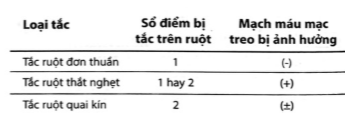 Loại tắc Số điểm bị tắc trên ruột Mạch máu mạc treo bị ảnh hưởng
Tắc ruột đơn thuần 1 (-)
Tắc ruột thắt nghẹt 1 hay 2 (+)
Tắc ruột quai kín 2 (±)